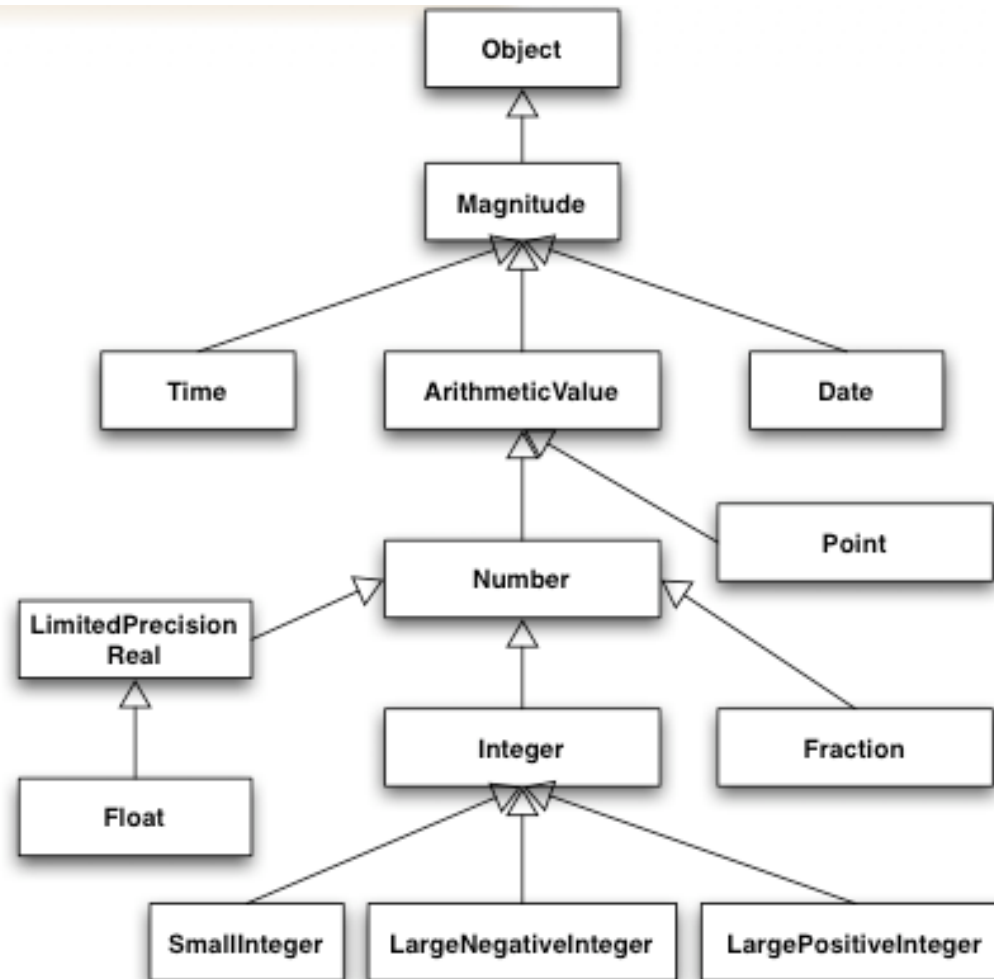 Object
Magnitude
Time
ArithmeticValue
Date
Point
Number
LimitedPrecision
Real
Integer
Fraction
Float
SmallInteger
LargeNegativeInteger
LargePositiveInteger